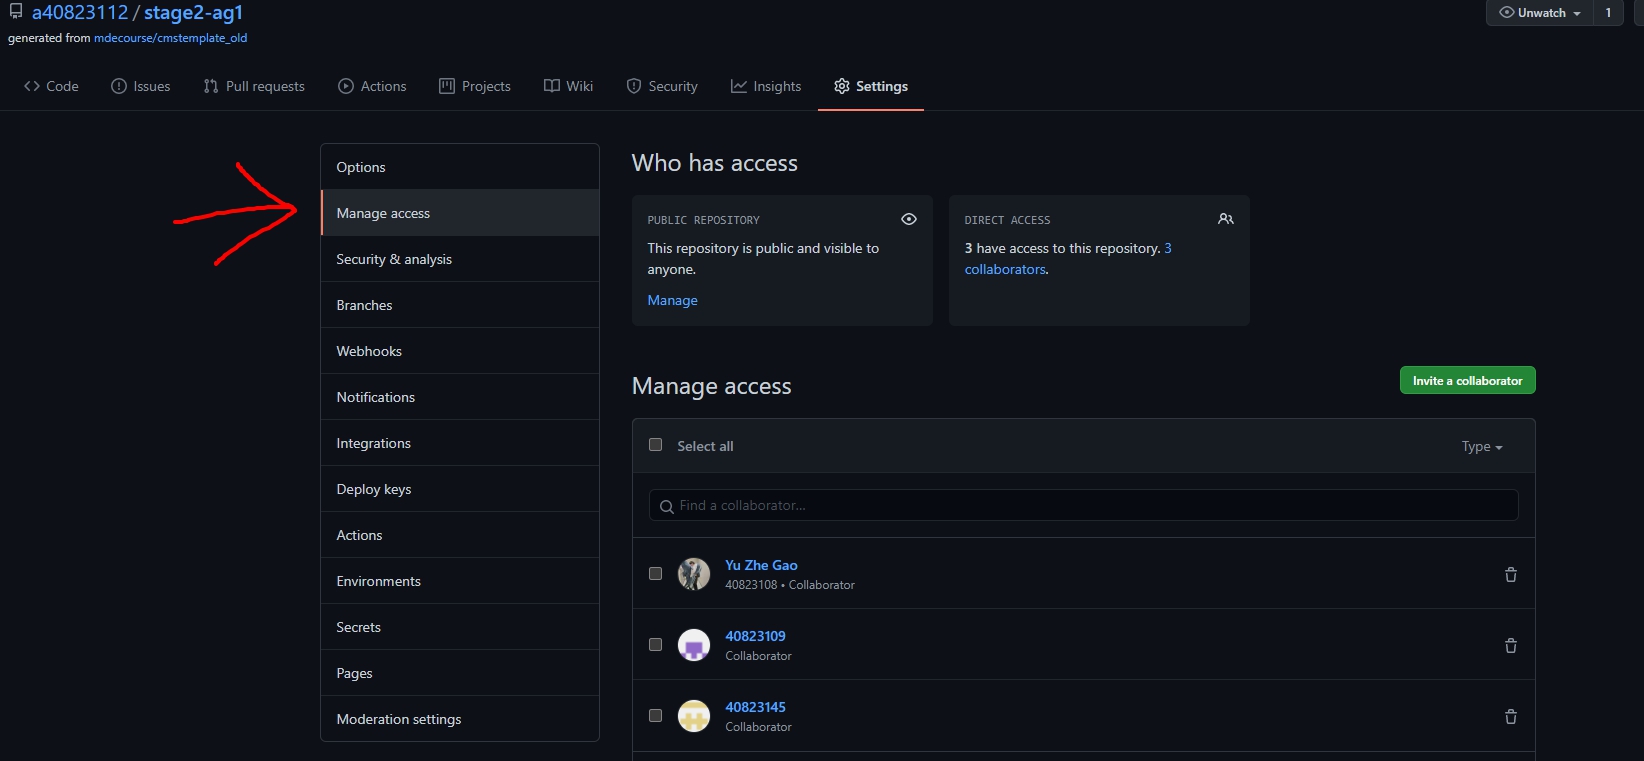 a40823112 / stage2-ag1
Unwatch 1
generated from mdecourse/cmstemplate_old
Code Issues Pull requests Actions Projects Wiki Security Insights Settings
Options
Manage access
Security & analysis
Branches
Webhooks
Notifications
Integrations
Deploy keys
Actions
Environments
Secrets
Pages
Moderation settings
Who has access
PUBLIC REPOSITORY
This repository is public and visible to
anyone.
Manage
DIRECT ACCESS
3 have access to this repository. 3
collaborators.
Manage access
Invite a collaborator
Select all
Type
Find a collaborator...
Yu Zhe Gao
40823108 • Collaborator
40823109
Collaborator
40823145
Collaborator